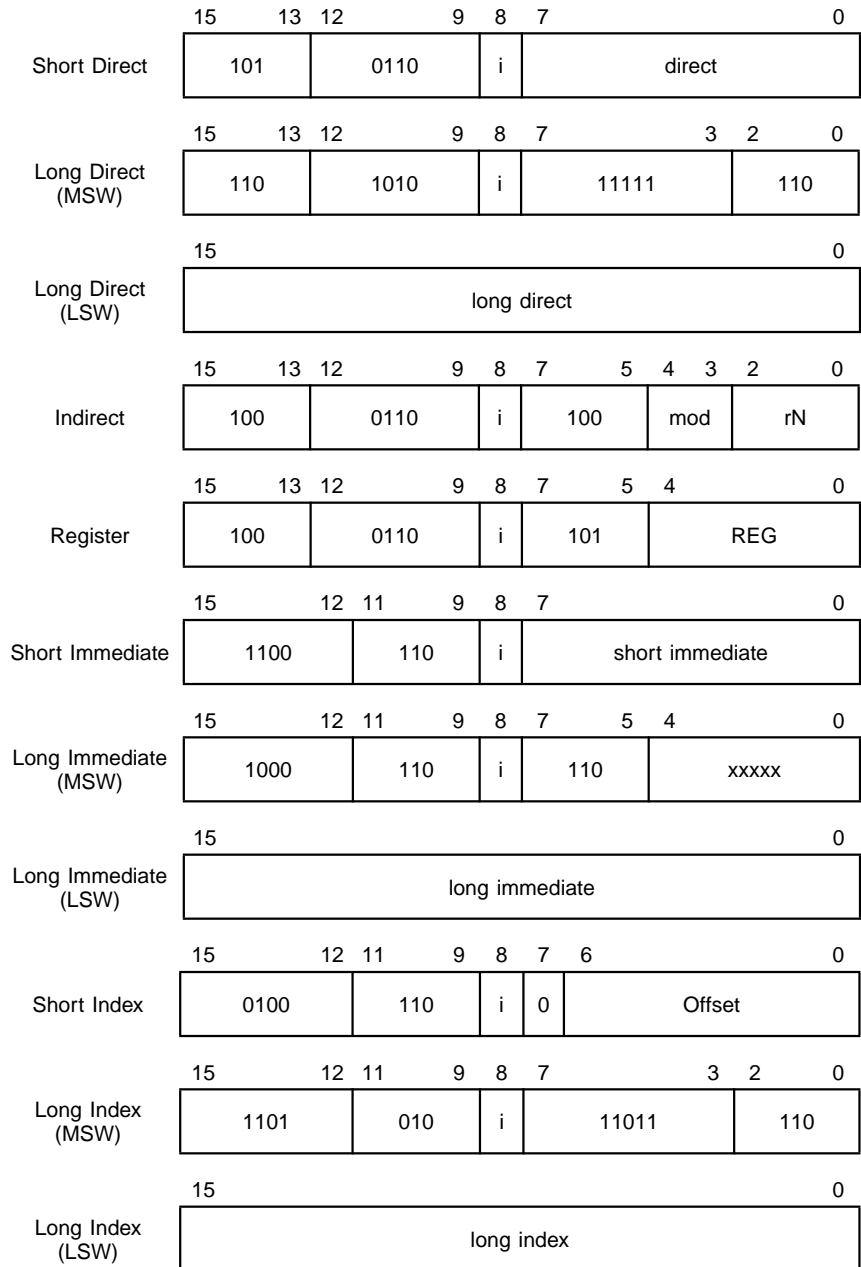 15 13 12 9 8 7 0
Short Direct 101 0110 i direct
15 13 12 9 8 7 3 2 0
Long Direct
(MSW)
110 1010 i 11111 110
15 0
Long Direct
(LSW)
long direct
15 13 12 9 8 7 5 4 3 2 0
Indirect 100 0110 i 100 mod rN
15 13 12 9 8 7 5 4 0
Register 100 0110 i 101 REG
15 12 11 9 8 7 0
Short Immediate 1100 110 i short immediate
15 12 11 9 8 7 5 4 0
Long Immediate
(MSW)
1000 110 i 110 xxxxx
15 0
Long Immediate
(LSW)
long immediate
15 12 11 9 8 7 6 0
Short Index 0100 110 i 0 Offset
15 12 11 9 8 7 3 2 0
Long Index
(MSW)
1101 010 i 11011 110
15 0
Long Index
(LSW)
long index